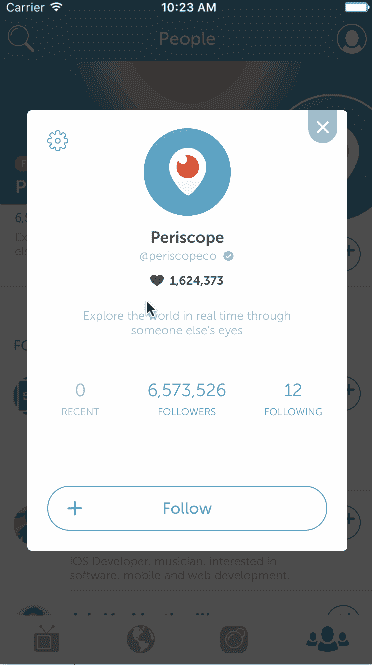 Carrier 10:23 AM
People
Periscope
@periscopeco
1,624,373
Explore the world in real time through
someone else's eyes
0 6,573,526 12
RECENT FOLLOWERS FOLLOWING
+ Follow
iOS Developer, musician, interested in
software, mobile and web development.